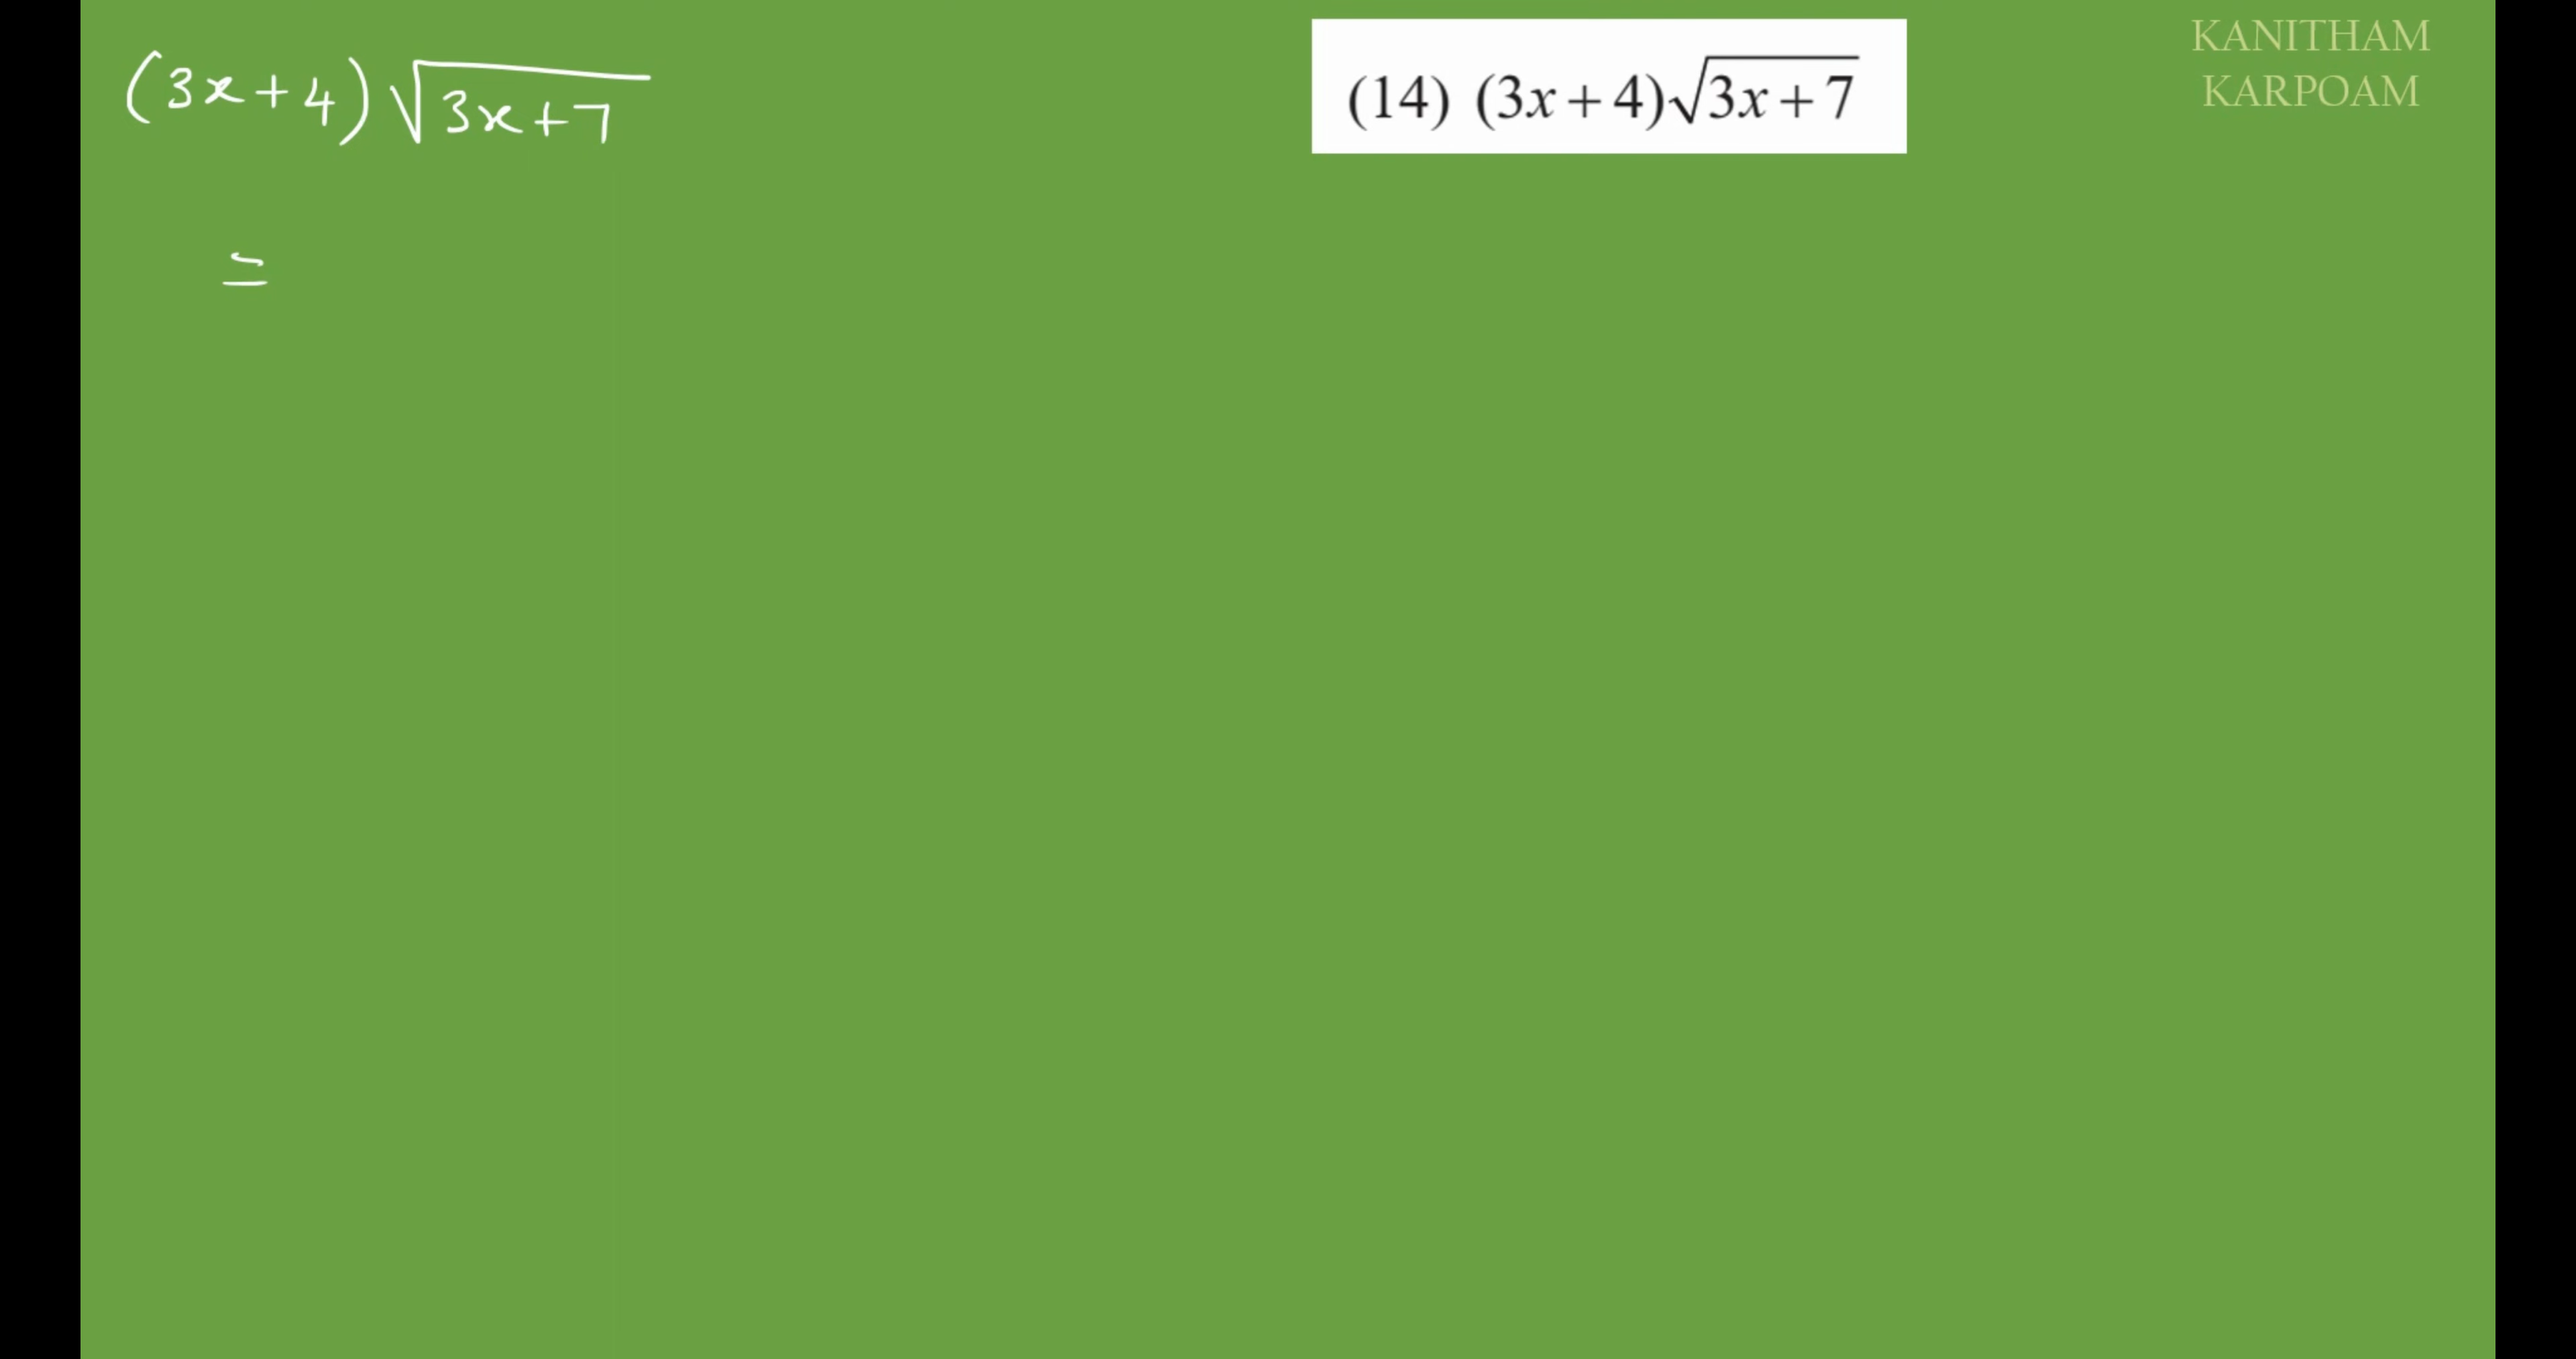 (3x+4)√(3x+7)
(14) (3x+4)√(3x+7)
KANITHAM
KARPOAM
=